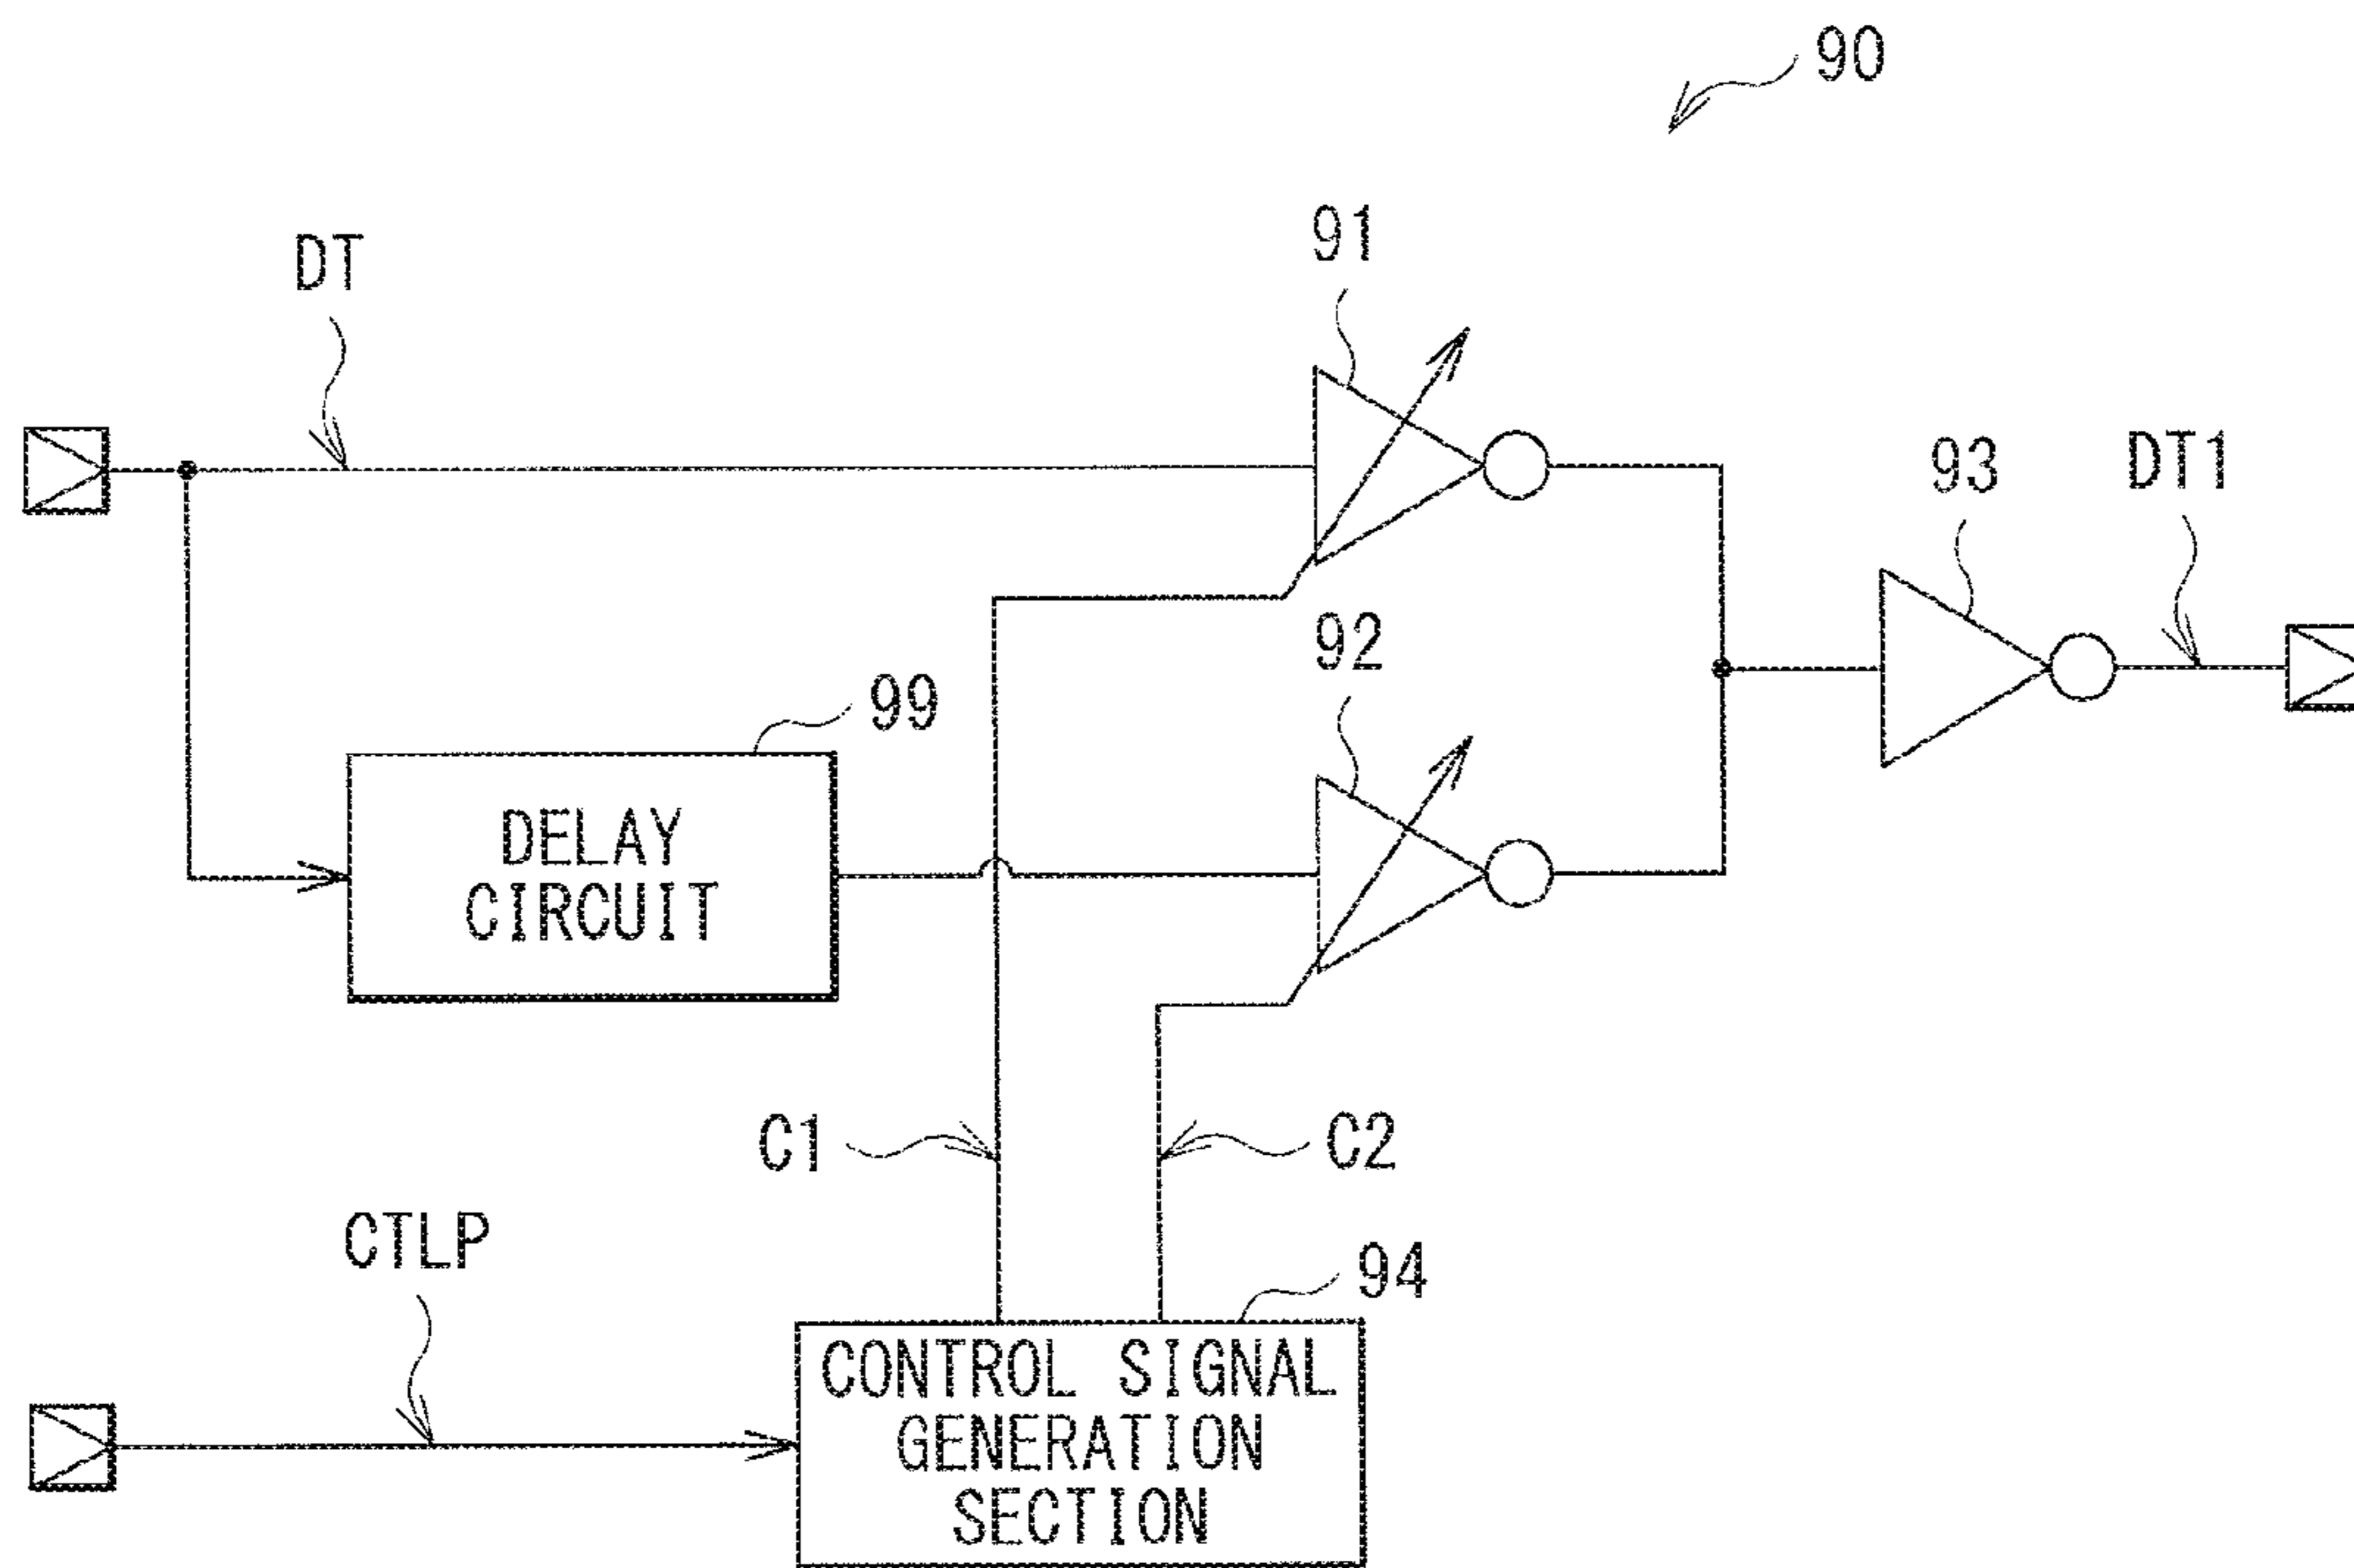 90
91
DT
93
DT1
92
99
DELAY
CIRCUIT
C1
C2
CTLP
94
CONTROL SIGNAL
GENERATION
SECTION